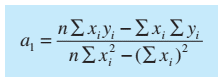 a₁ = (nΣxᵢyᵢ − Σxᵢ Σyᵢ) / (nΣxᵢ² − (Σxᵢ)²)